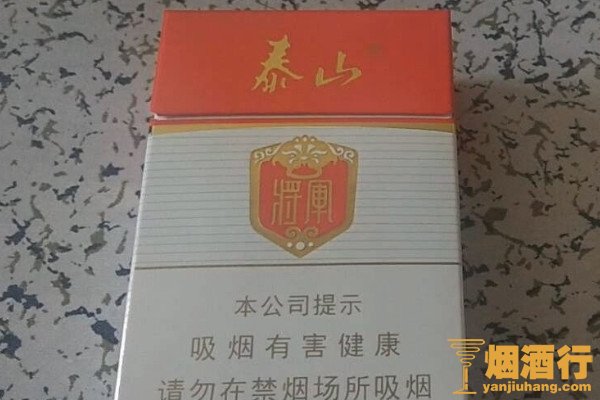 泰山
将軍
本公司提示
吸烟有害健康
请勿在禁烟场所吸烟
烟酒行
yanjiuhang.com